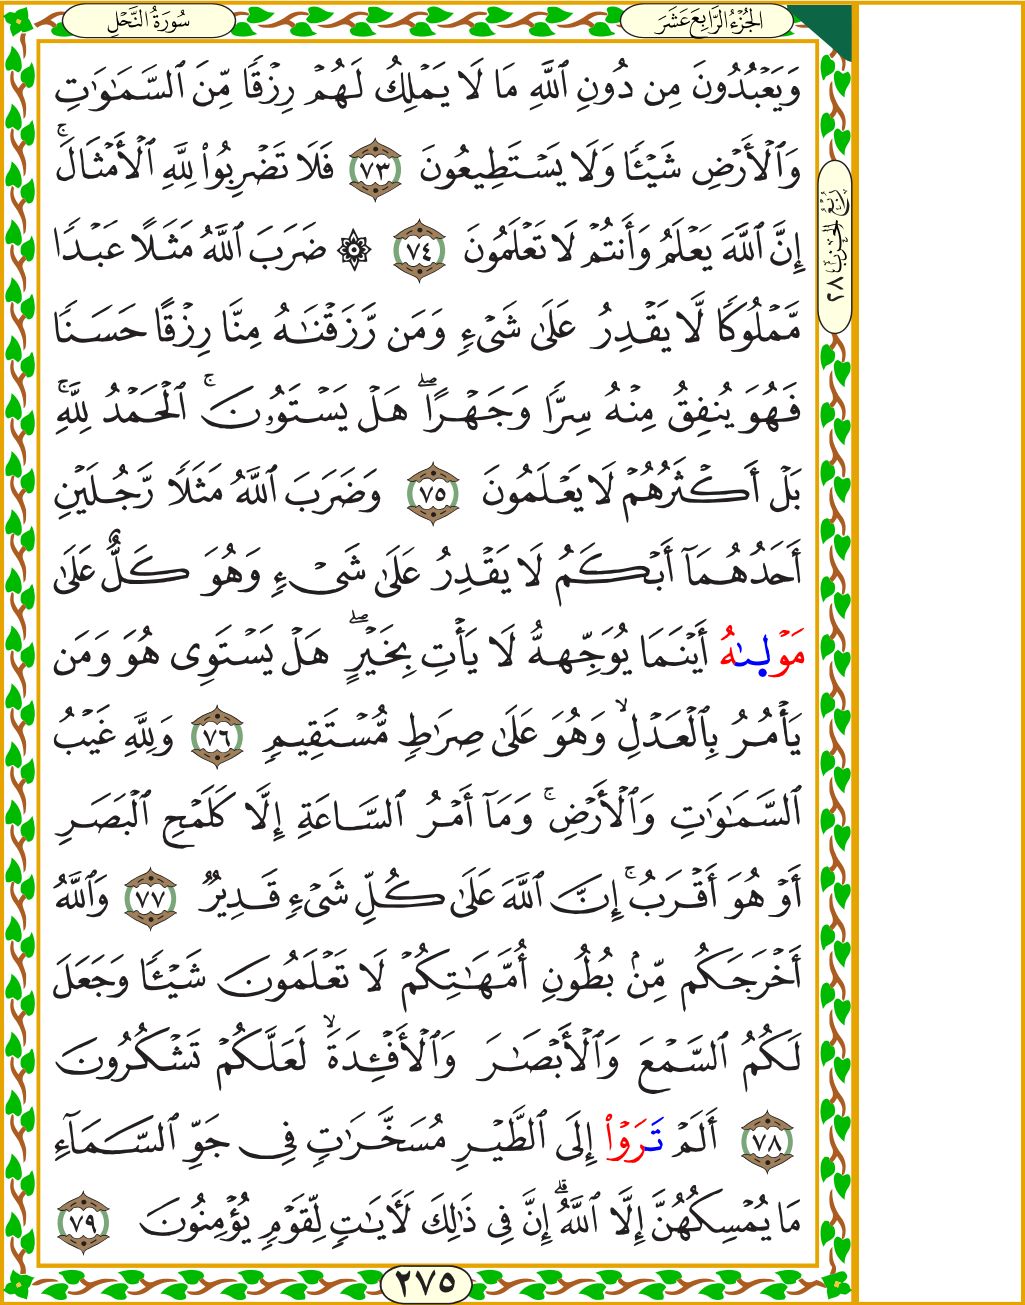 سُورَةُ النَّحْلِ
الجُزْءُ الرَّابِعَ عَشَرَ
وَيَعْبُدُونَ مِن دُونِ ٱللَّهِ مَا لَا يَمْلِكُ لَهُمْ رِزْقًا مِّنَ ٱلسَّمَٰوَٰتِ
وَٱلْأَرْضِ شَيْـًٔا وَلَا يَسْتَطِيعُونَ ٧٣ فَلَا تَضْرِبُوا۟ لِلَّهِ ٱلْأَمْثَالَ ۚ
إِنَّ ٱللَّهَ يَعْلَمُ وَأَنتُمْ لَا تَعْلَمُونَ ٧٤ ۞ ضَرَبَ ٱللَّهُ مَثَلًا عَبْدًا
مَّمْلُوكًا لَّا يَقْدِرُ عَلَىٰ شَىْءٍ وَمَن رَّزَقْنَٰهُ مِنَّا رِزْقًا حَسَنًا
فَهُوَ يُنفِقُ مِنْهُ سِرًّا وَجَهْرًا ۖ هَلْ يَسْتَوُۥنَ ۚ ٱلْحَمْدُ لِلَّهِ ۚ
بَلْ أَكْثَرُهُمْ لَا يَعْلَمُونَ ٧٥ وَضَرَبَ ٱللَّهُ مَثَلًا رَّجُلَيْنِ
أَحَدُهُمَآ أَبْكَمُ لَا يَقْدِرُ عَلَىٰ شَىْءٍ وَهُوَ كَلٌّ عَلَىٰ
مَوْلَىٰهُ أَيْنَمَا يُوَجِّههُّ لَا يَأْتِ بِخَيْرٍ ۖ هَلْ يَسْتَوِى هُوَ وَمَن
يَأْمُرُ بِٱلْعَدْلِ ۙ وَهُوَ عَلَىٰ صِرَٰطٍ مُّسْتَقِيمٍ ٧٦ وَلِلَّهِ غَيْبُ
ٱلسَّمَٰوَٰتِ وَٱلْأَرْضِ ۚ وَمَآ أَمْرُ ٱلسَّاعَةِ إِلَّا كَلَمْحِ ٱلْبَصَرِ
أَوْ هُوَ أَقْرَبُ ۚ إِنَّ ٱللَّهَ عَلَىٰ كُلِّ شَىْءٍ قَدِيرٌ ٧٧ وَٱللَّهُ
أَخْرَجَكُم مِّنۢ بُطُونِ أُمَّهَٰتِكُمْ لَا تَعْلَمُونَ شَيْـًٔا وَجَعَلَ
لَكُمُ ٱلسَّمْعَ وَٱلْأَبْصَٰرَ وَٱلْأَفْـِٔدَةَ ۙ لَعَلَّكُمْ تَشْكُرُونَ
٧٨ أَلَمْ تَرَوْا۟ إِلَى ٱلطَّيْرِ مُسَخَّرَٰتٍ فِى جَوِّ ٱلسَّمَآءِ
مَا يُمْسِكُهُنَّ إِلَّا ٱللَّهُ ۗ إِنَّ فِى ذَٰلِكَ لَءَايَٰتٍ لِّقَوْمٍ يُؤْمِنُونَ ٧٩
رُبُعُ الحِزْبِ ٢٨
٢٧٥